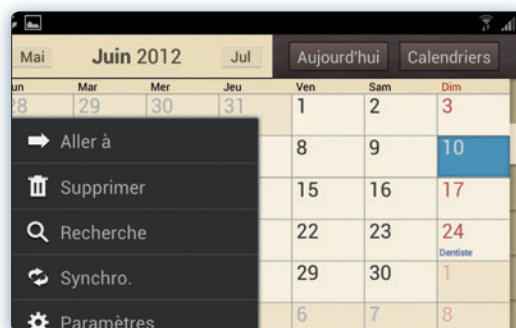 Mai Juin 2012 Jul Aujourd'hui Calendriers
Mar Mer Jeu Ven Sam Dim
28 29 30 31 1 2 3
Aller à 8 9 10
Supprimer 15 16 17
Recherche 22 23 24
Dentiste
Synchro. 29 30 1
Paramètres 6 7 8